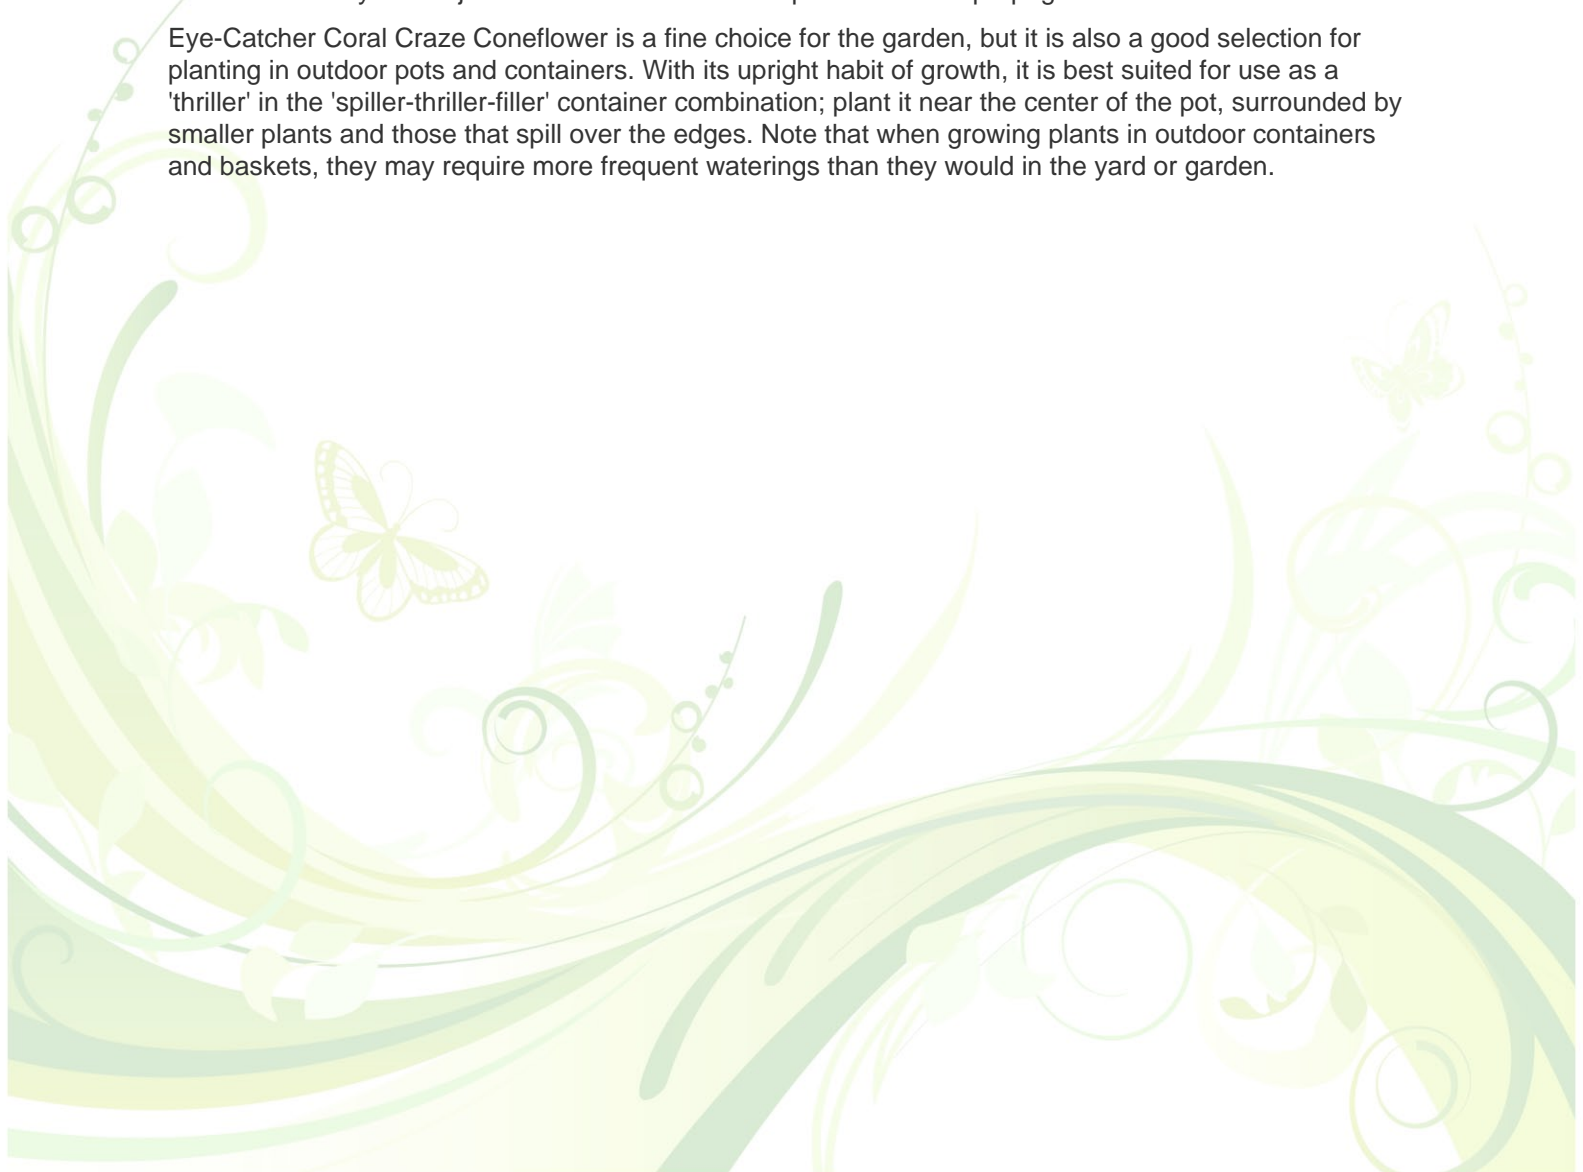 Eye-Catcher Coral Craze Coneflower is a fine choice for the garden, but it is also a good selection for
planting in outdoor pots and containers. With its upright habit of growth, it is best suited for use as a
'thriller' in the 'spiller-thriller-filler' container combination; plant it near the center of the pot, surrounded by
smaller plants and those that spill over the edges. Note that when growing plants in outdoor containers
and baskets, they may require more frequent waterings than they would in the yard or garden.